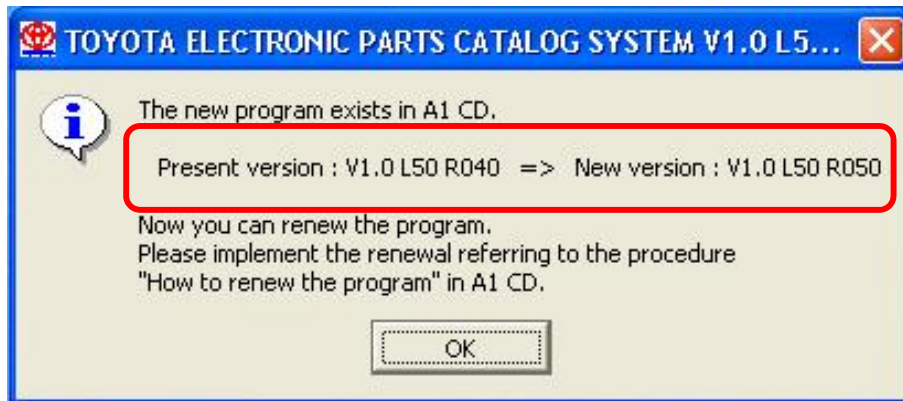 TOYOTA ELECTRONIC PARTS CATALOG SYSTEM V1.0 L5...
The new program exists in A1 CD.
Present version : V1.0 L50 R040 => New version : V1.0 L50 R050
Now you can renew the program.
Please implement the renewal referring to the procedure
"How to renew the program" in A1 CD.
OK